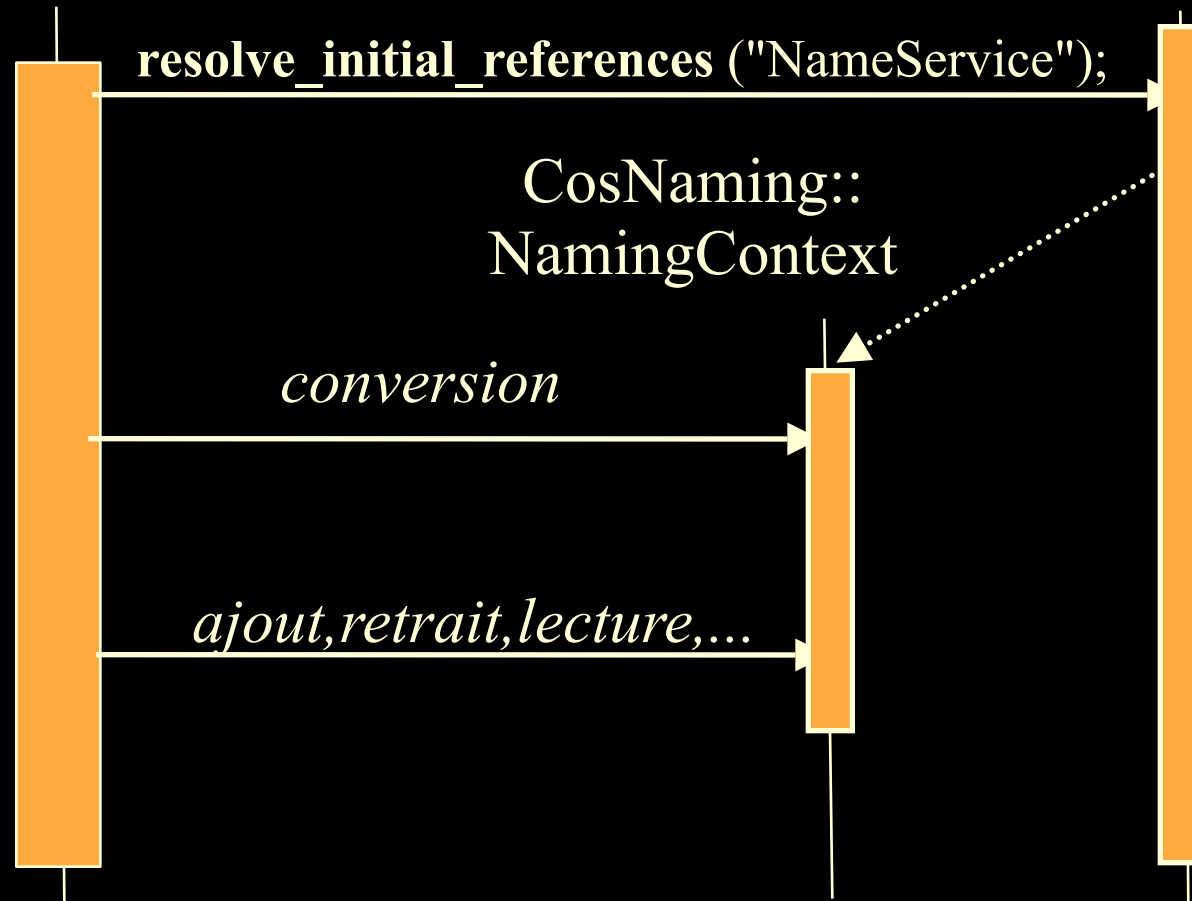 resolve_initial_references ("NameService");
CosNaming::
NamingContext
conversion
ajout,retrait,lecture,...